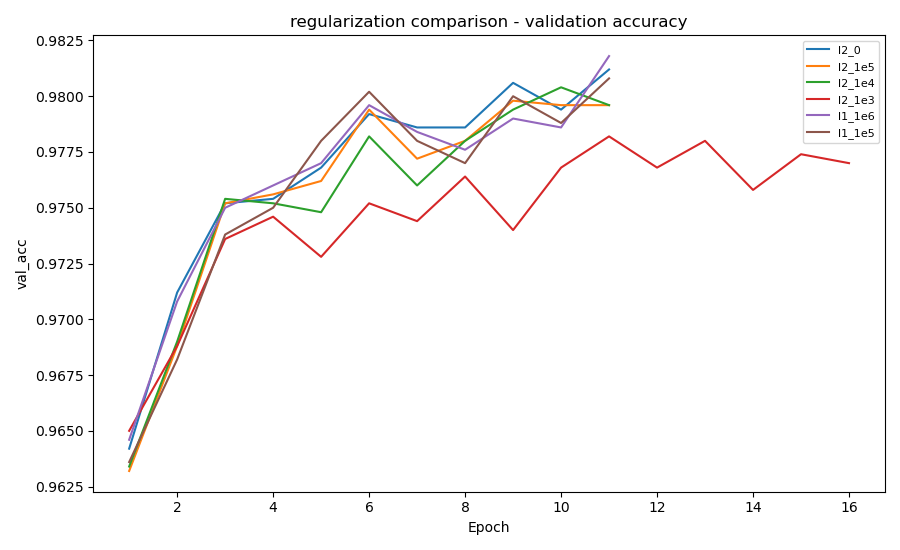 regularization comparison - validation accuracy
0.9825
0.9800
0.9775
0.9750
0.9725
0.9700
0.9675
0.9650
0.9625
val_acc
2 4 6 8 10 12 14 16
Epoch
l2_0
l2_1e5
l2_1e4
l2_1e3
l1_1e6
l1_1e5